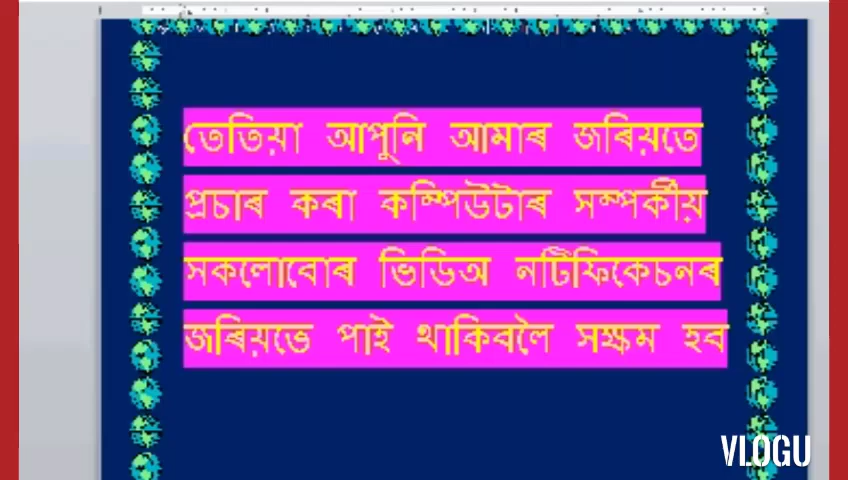 তেতিয়া আপুনি আমাৰ জৰিয়তে
প্ৰচাৰ কৰা কম্পিউটাৰ সম্পৰ্কীয়
সকলোবোৰ ভিডিঅ নটিফিকেচনৰ
জৰিয়তে পাই থাকিবলৈ সক্ষম হব
VLOGU